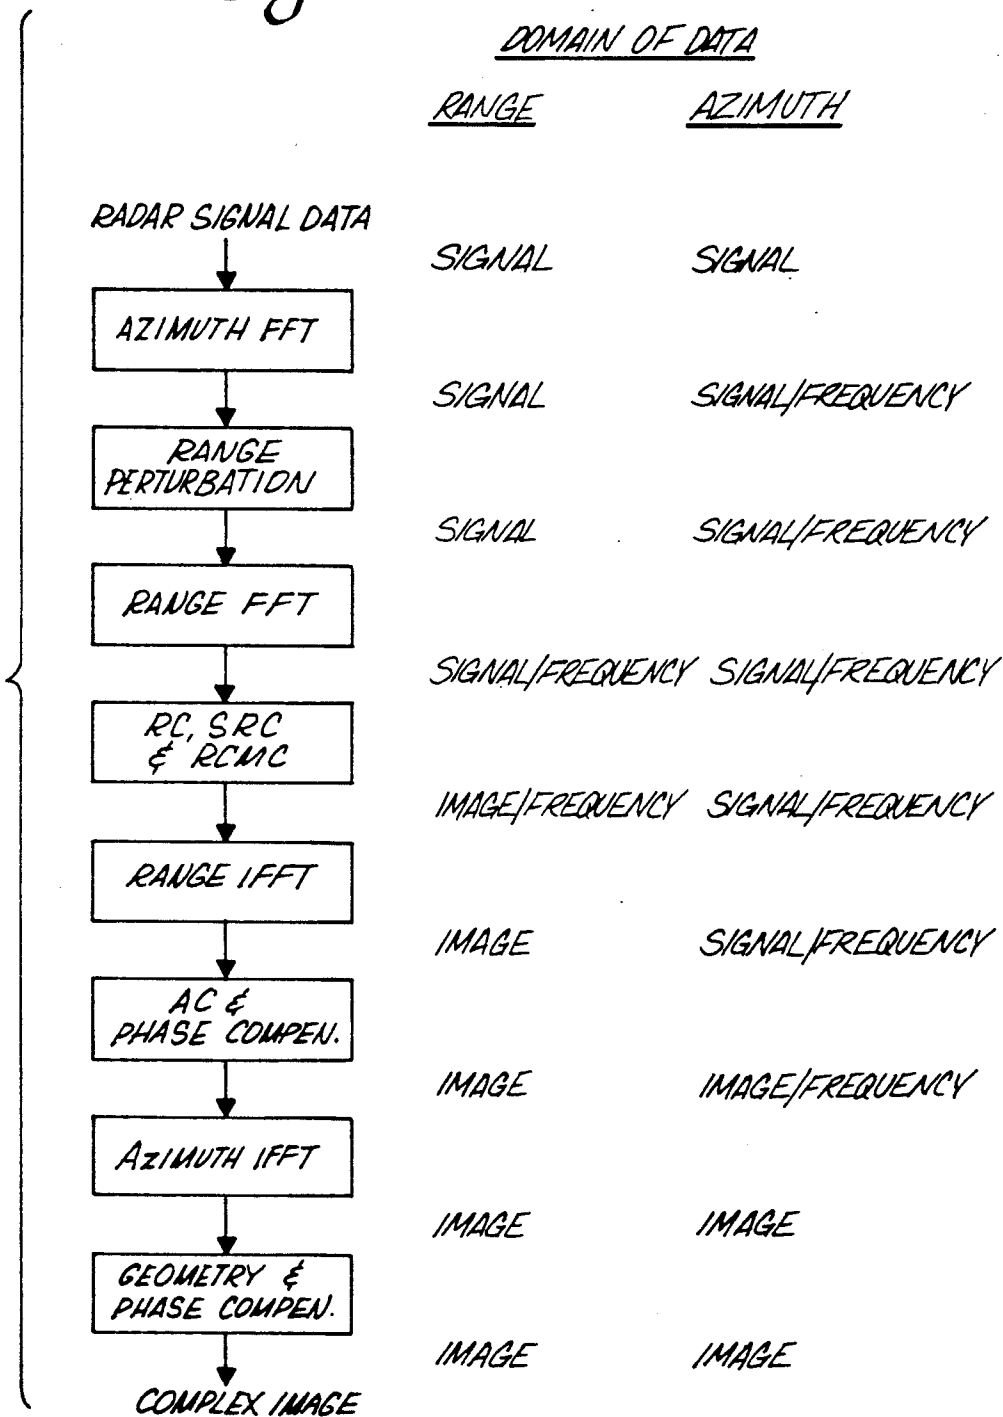 DOMAIN OF DATA
RANGE AZIMUTH
RADAR SIGNAL DATA
SIGNAL SIGNAL
AZIMUTH FFT
SIGNAL SIGNAL/FREQUENCY
RANGE
PERTURBATION
SIGNAL SIGNAL/FREQUENCY
RANGE FFT
SIGNAL/FREQUENCY SIGNAL/FREQUENCY
RC, SRC
& RCMC
IMAGE/FREQUENCY SIGNAL/FREQUENCY
RANGE IFFT
IMAGE SIGNAL/FREQUENCY
AC &
PHASE COMPEN.
IMAGE IMAGE/FREQUENCY
AZIMUTH IFFT
IMAGE IMAGE
GEOMETRY &
PHASE COMPEN.
IMAGE IMAGE
COMPLEX IMAGE